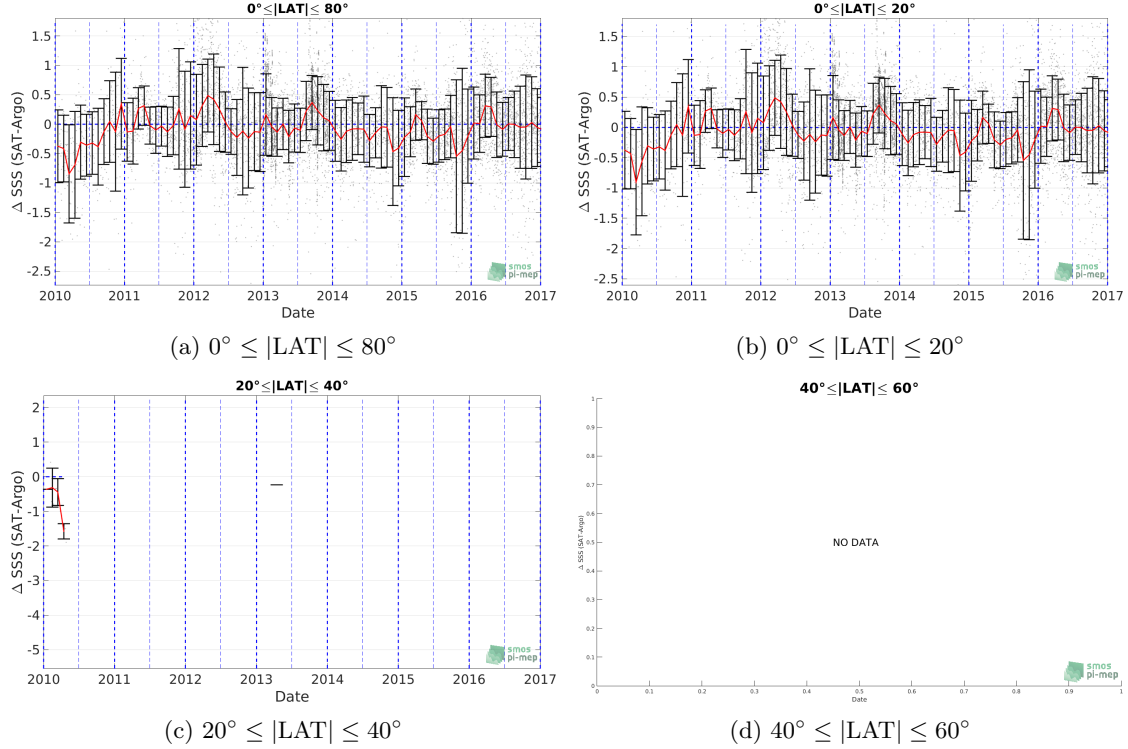 0°≤|LAT|≤ 80°
Δ SSS (SAT-Argo)
1.5
1
0.5
0
-0.5
-1
-1.5
-2
-2.5
2010 2011 2012 2013 2014 2015 2016 2017
Date
smos
pi-mep
(a) 0° ≤ |LAT| ≤ 80°
0°≤|LAT|≤ 20°
Δ SSS (SAT-Argo)
1.5
1
0.5
0
-0.5
-1
-1.5
-2
-2.5
2010 2011 2012 2013 2014 2015 2016 2017
Date
smos
pi-mep
(b) 0° ≤ |LAT| ≤ 20°
20°≤|LAT|≤ 40°
Δ SSS (SAT-Argo)
2
1
0
-1
-2
-3
-4
-5
2010 2011 2012 2013 2014 2015 2016 2017
Date
smos
pi-mep
(c) 20° ≤ |LAT| ≤ 40°
40°≤|LAT|≤ 60°
Δ SSS (SAT-Argo)
1
0.9
0.8
0.7
0.6
0.5
0.4
0.3
0.2
0.1
0
NO DATA
0 0.1 0.2 0.3 0.4 0.5 0.6 0.7 0.8 0.9 1
Date
smos
pi-mep
(d) 40° ≤ |LAT| ≤ 60°